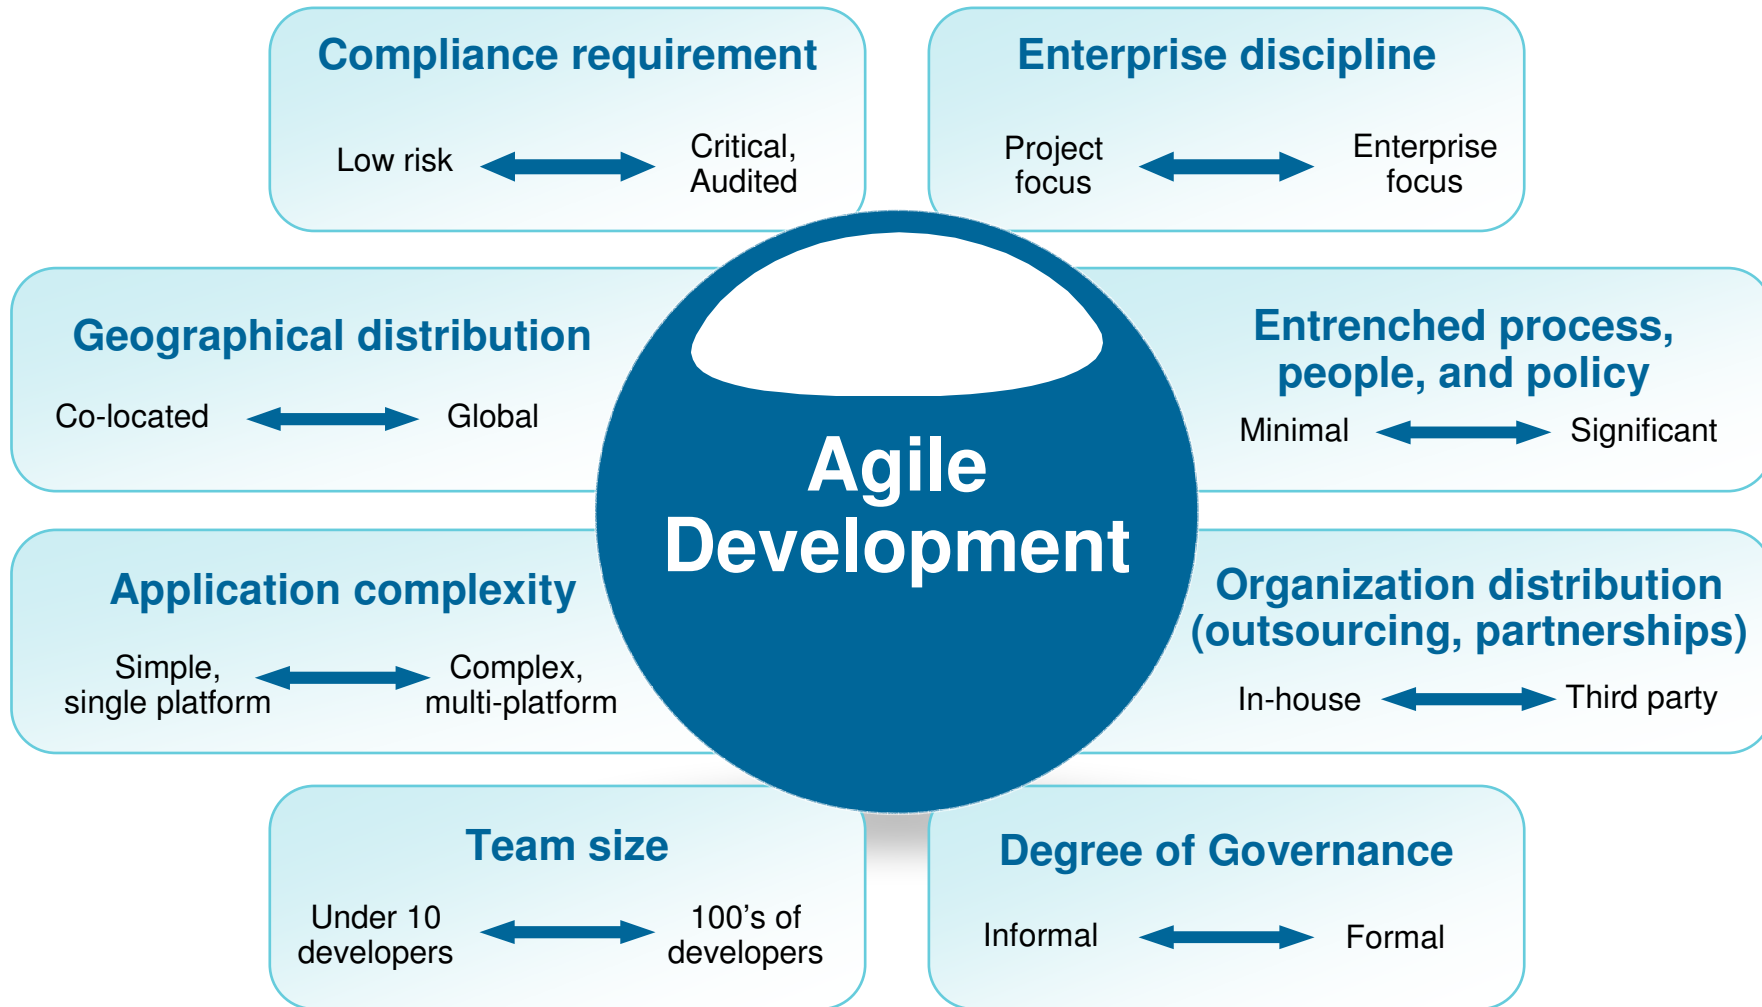 Compliance requirement
Low risk
Critical,
Audited
Enterprise discipline
Project
focus
Enterprise
focus
Geographical distribution
Co-located
Global
Entrenched process,
people, and policy
Minimal
Significant
Agile
Development
Application complexity
Simple,
single platform
Complex,
multi-platform
Organization distribution
(outsourcing, partnerships)
In-house
Third party
Team size
Under 10
developers
100’s of
developers
Degree of Governance
Informal
Formal